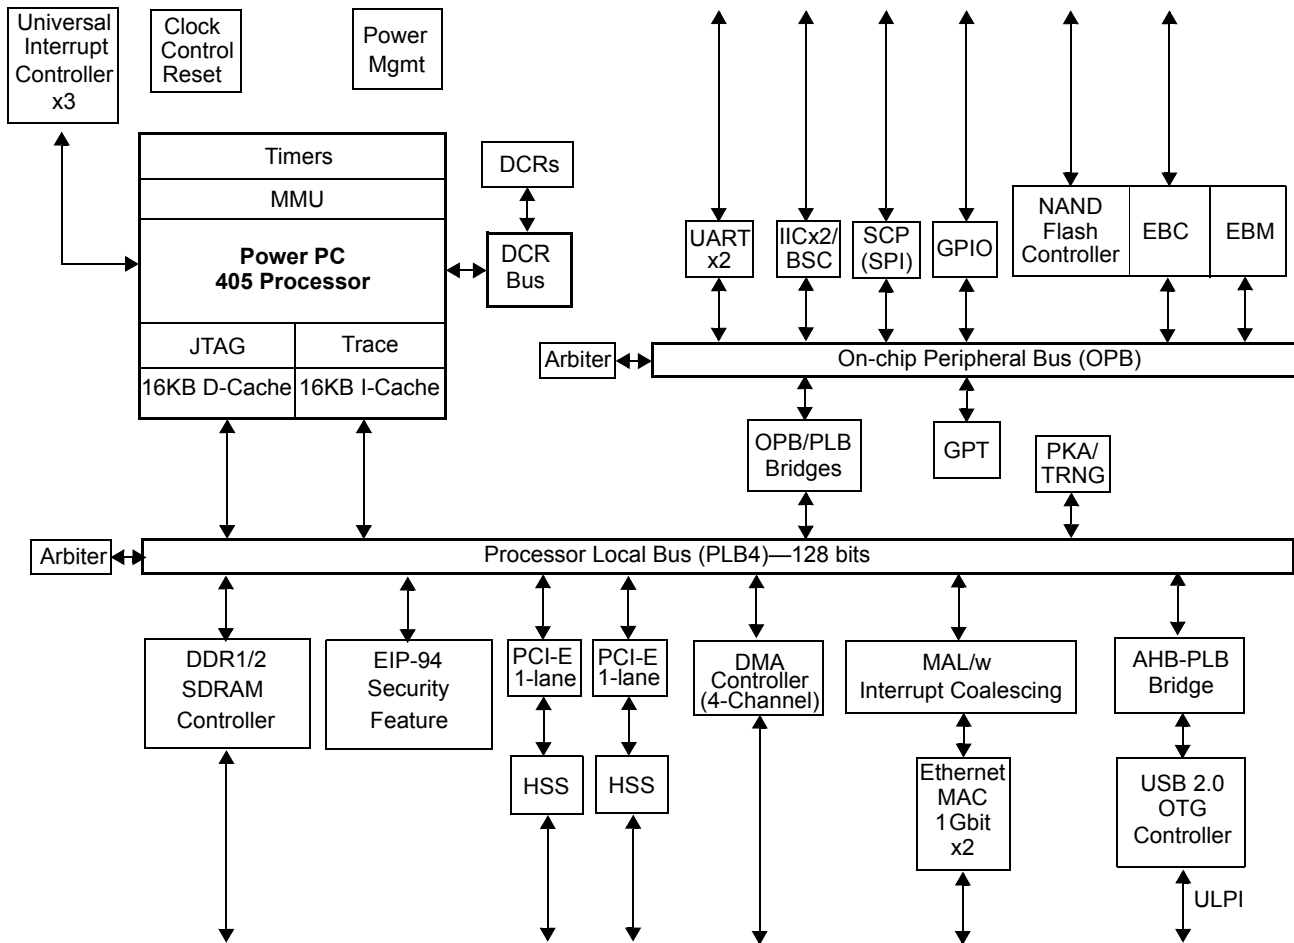 Universal
Interrupt
Controller
x3
Clock
Control
Reset
Power
Mgmt
Timers
MMU
Power PC
405 Processor
JTAG
Trace
16KB D-Cache
16KB I-Cache
DCRs
DCR
Bus
UART
x2
IICx2/
BSC
SCP
(SPI)
GPIO
NAND
Flash
Controller
EBC
EBM
Arbiter
On-chip Peripheral Bus (OPB)
OPB/PLB
Bridges
GPT
PKA/
TRNG
Arbiter
Processor Local Bus (PLB4)—128 bits
DDR1/2
SDRAM
Controller
EIP-94
Security
Feature
PCI-E
1-lane
PCI-E
1-lane
DMA
Controller
(4-Channel)
MAL/w
Interrupt Coalescing
AHB-PLB
Bridge
HSS
HSS
Ethernet
MAC
1Gbit
x2
USB 2.0
OTG
Controller
ULPI